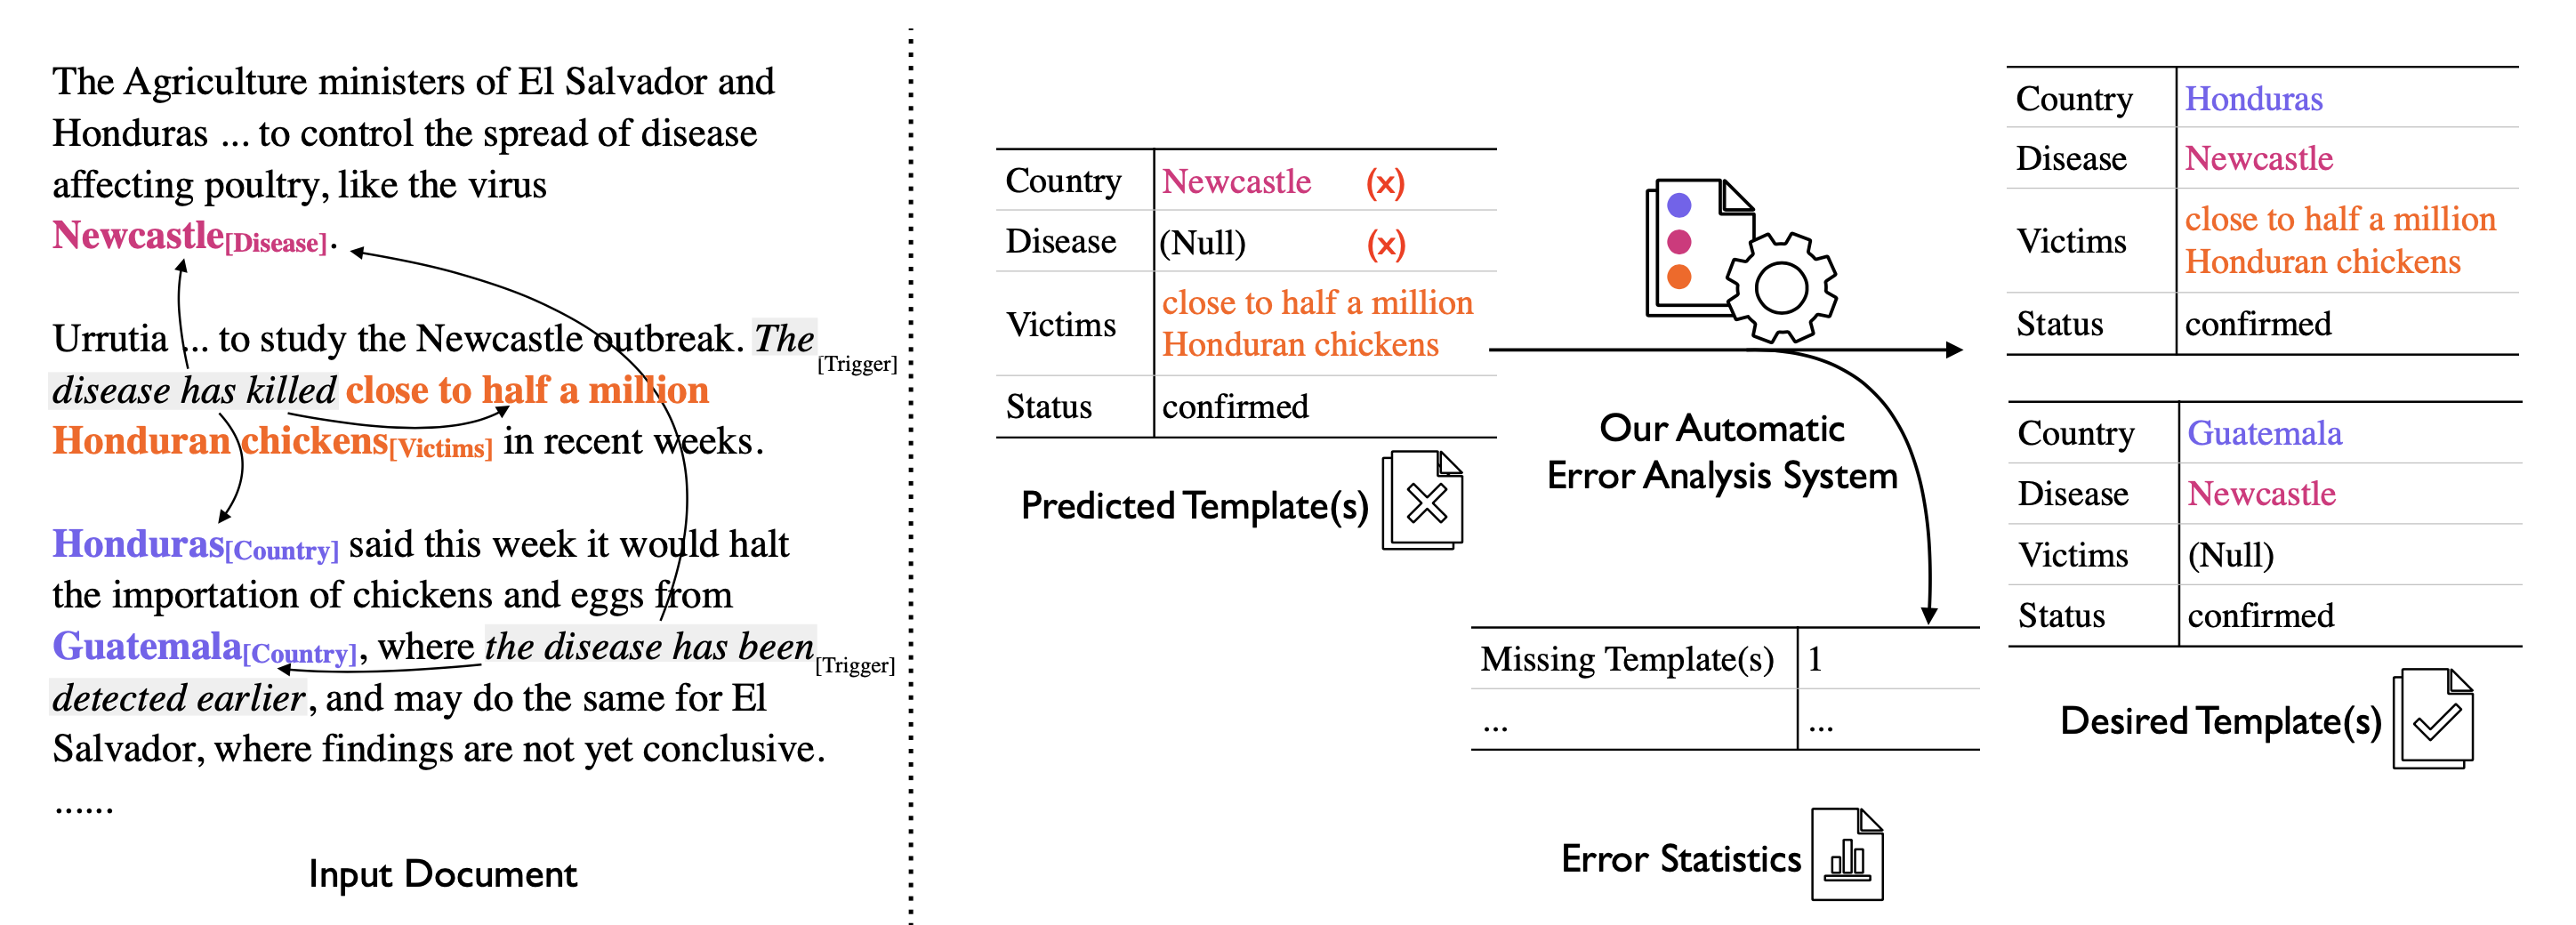 The Agriculture ministers of El Salvador and
Honduras ... to control the spread of disease
affecting poultry, like the virus
Newcastle[Disease].
Urrutia ... to study the Newcastle outbreak. The
[Trigger]
disease has killed close to half a million
Honduran chickens[Victims] in recent weeks.
Honduras[Country] said this week it would halt
the importation of chickens and eggs from
Guatemala[Country], where the disease has been
[Trigger]
detected earlier, and may do the same for El
Salvador, where findings are not yet conclusive.
......
Input Document
Country Newcastle (x)
Disease (Null) (x)
Victims close to half a million
Honduran chickens
Status confirmed
Predicted Template(s)
Our Automatic
Error Analysis System
Missing Template(s) 1
... ...
Error Statistics
Country Honduras
Disease Newcastle
Victims close to half a million
Honduran chickens
Status confirmed
Country Guatemala
Disease Newcastle
Victims (Null)
Status confirmed
Desired Template(s)